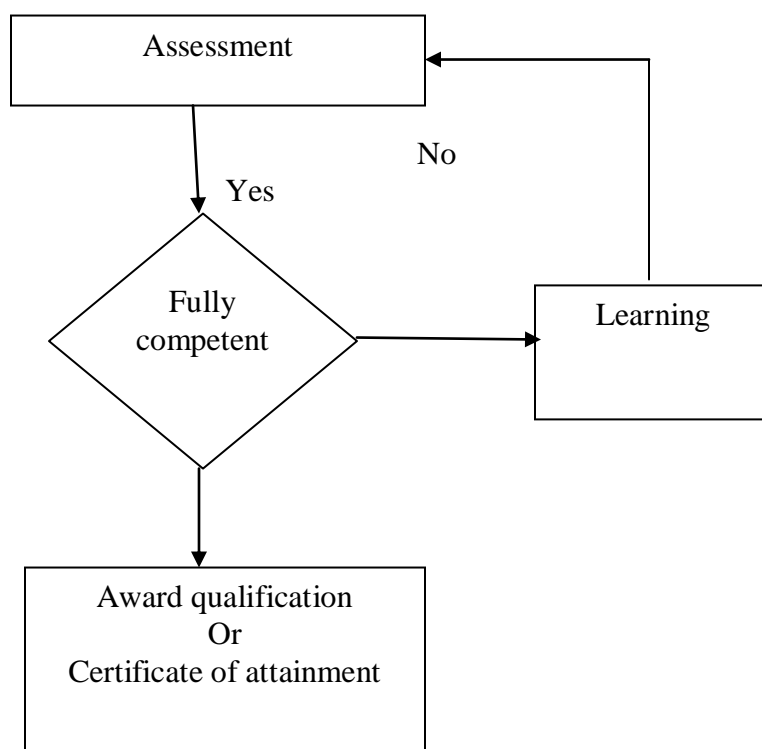 Assessment
No
Yes
Fully
competent
Learning
Award qualification
Or
Certificate of attainment